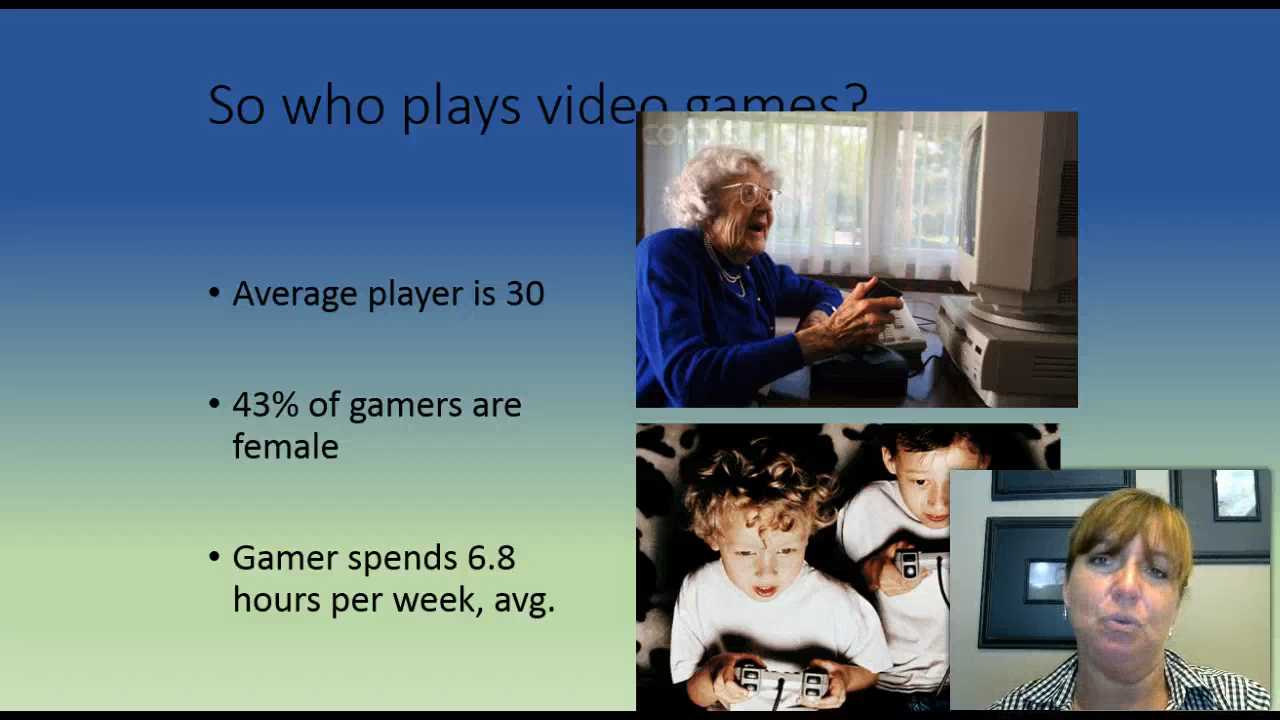 So who plays video games?
• Average player is 30
• 43% of gamers are
female
• Gamer spends 6.8
hours per week, avg.